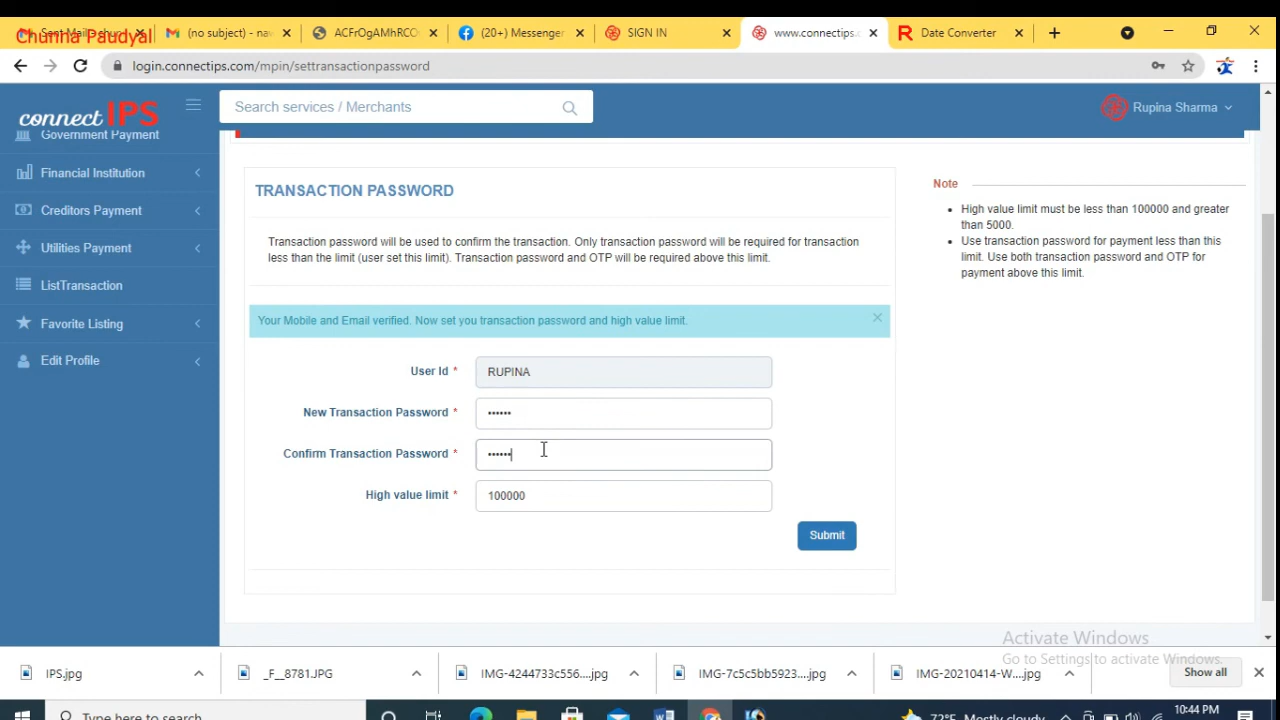 Chunna Paudyal
(no subject) - na
ACFrOgAMhRCO
(20+) Messenger
SIGN IN
www.connectips.
Date Converter
login.connectips.com/mpin/settransactionpassword
connect IPS
Search services / Merchants
Rupina Sharma
Government Payment
Financial Institution
Creditors Payment
Utilities Payment
ListTransaction
Favorite Listing
Edit Profile
TRANSACTION PASSWORD
Transaction password will be used to confirm the transaction. Only transaction password will be required for transaction
less than the limit (user set this limit). Transaction password and OTP will be required above this limit.
Your Mobile and Email verified. Now set you transaction password and high value limit.
User Id *
RUPINA
New Transaction Password *
••••••
Confirm Transaction Password *
••••••
High value limit *
100000
Submit
Note
• High value limit must be less than 100000 and greater
than 5000.
• Use transaction password for payment less than this
limit. Use both transaction password and OTP for
payment above this limit.
Activate Windows
Go to Settings to activate Windows.
IPS.jpg
_F__8781.JPG
IMG-4244733c556....jpg
IMG-7c5c5bb5923....jpg
IMG-20210414-W....jpg
Show all
Type here to search
72°F Mostly cloudy
10:44 PM